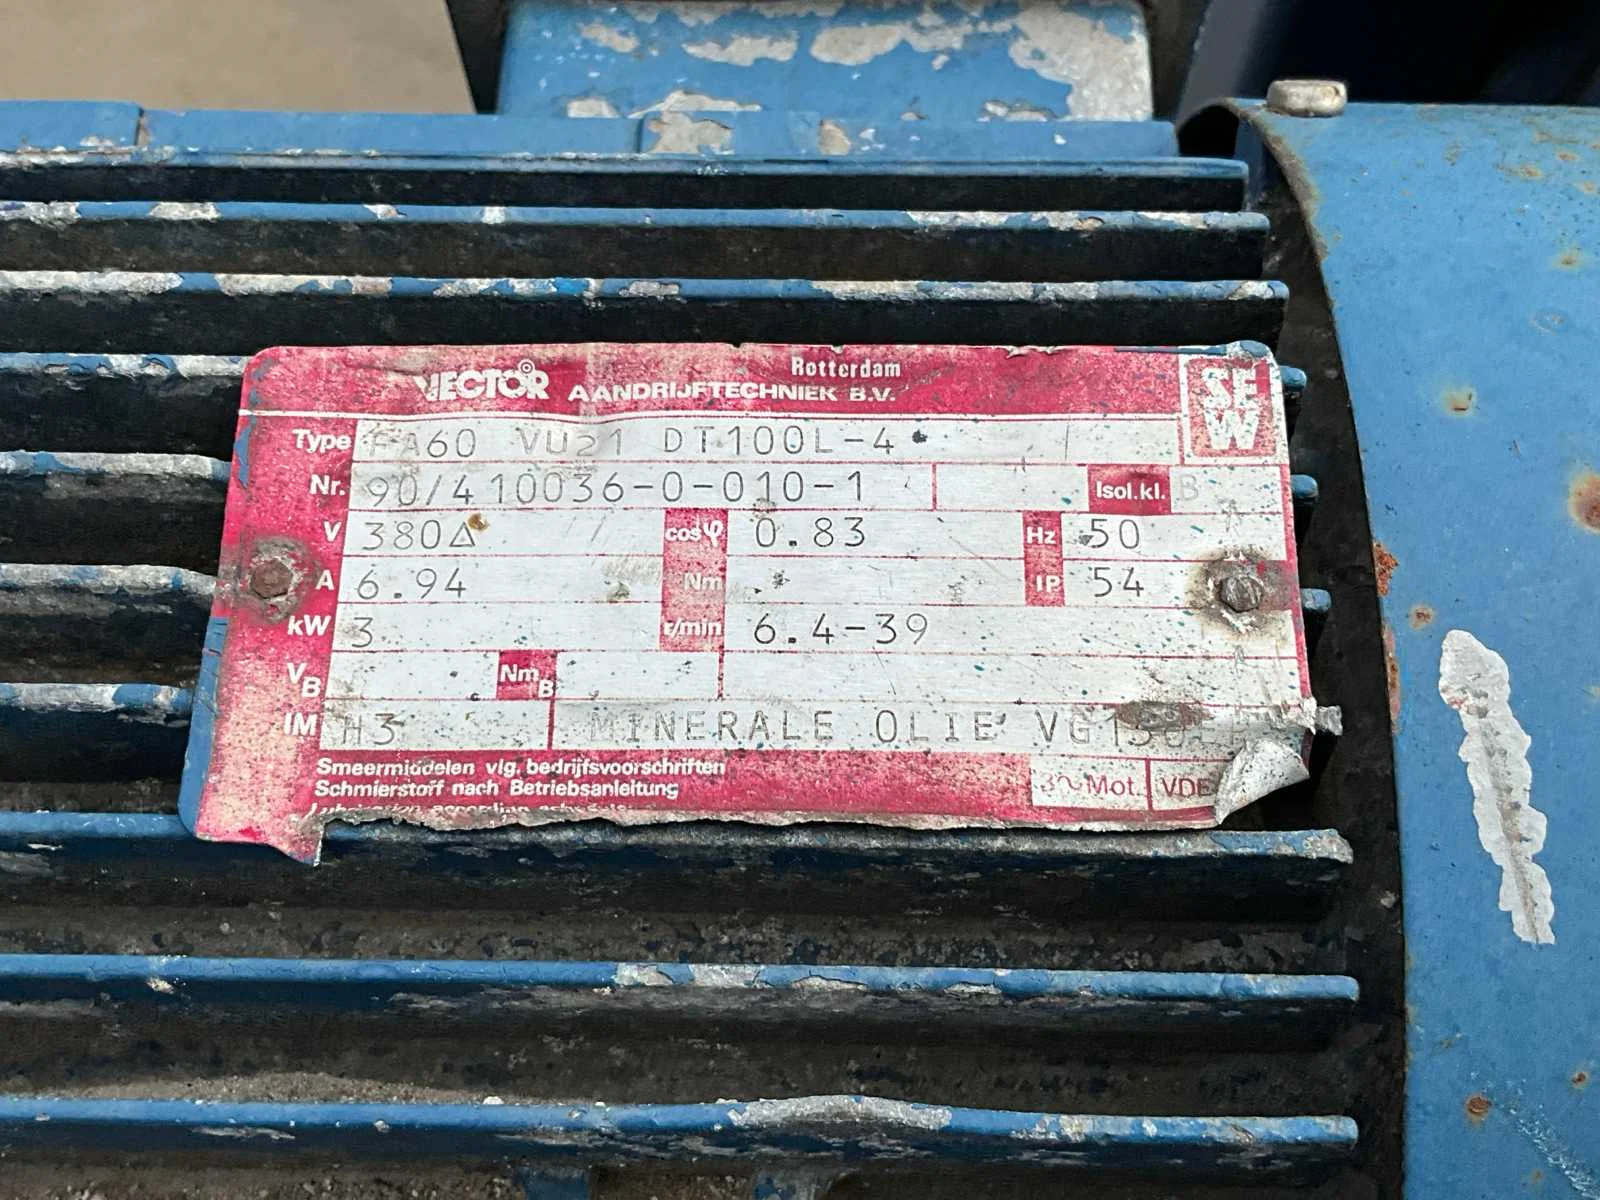 VECTOR® AANDRIJFTECHNIEK B.V. Rotterdam
SEW
Type FA60 VU21 DT100L-4
Nr. 90/410036-0-010-1 Isol.kl. B
V 380Δ cosφ 0.83 Hz 50
A 6.94 Nm IP 54
kW 3 r/min 6.4-39
VB NmB
IM H3 MINERALE OLIE
Smeermiddelen vlg. bedrijfsvoorschriften
Schmierstoff nach Betriebsanleitung
3~Mot. VDE